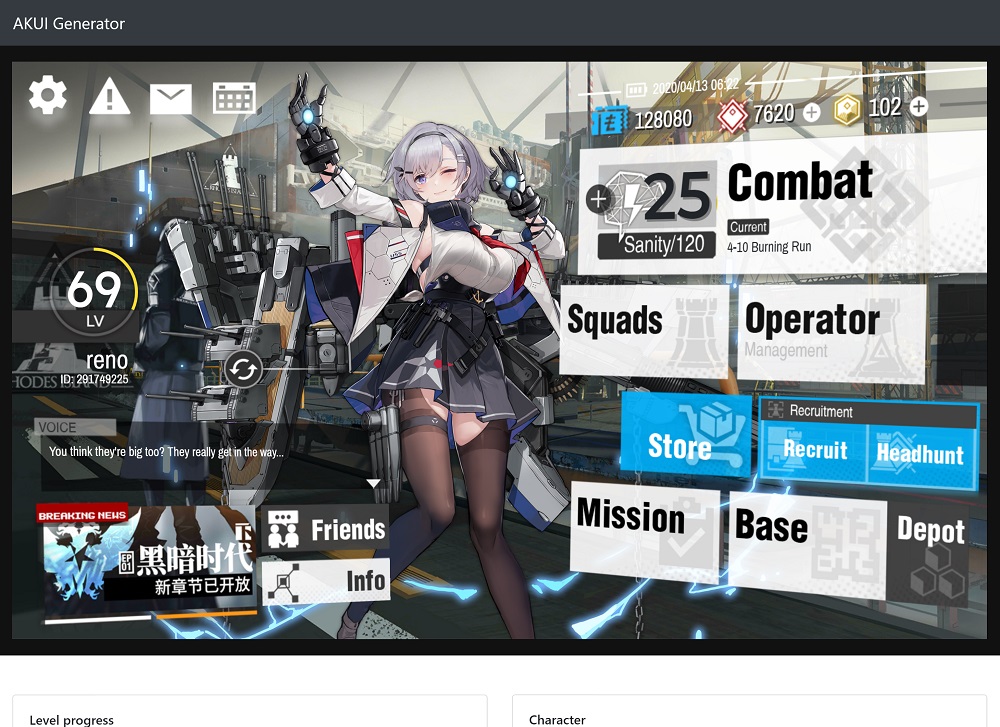 AKUI Generator
2020/04/13 06:22
128080
7620
102
25
Sanity/120
Combat
Current
4-10 Burning Run
69
LV
Squads
Operator
Management
reno
ID: 291749225
Recruitment
Store
Recruit
Headhunt
VOICE
You think they're big too? They really get in the way...
BREAKING NEWS
EP 01
黑暗时代
下
新章节已开放
Friends
Info
Mission
Base
Depot
Level progress
Character